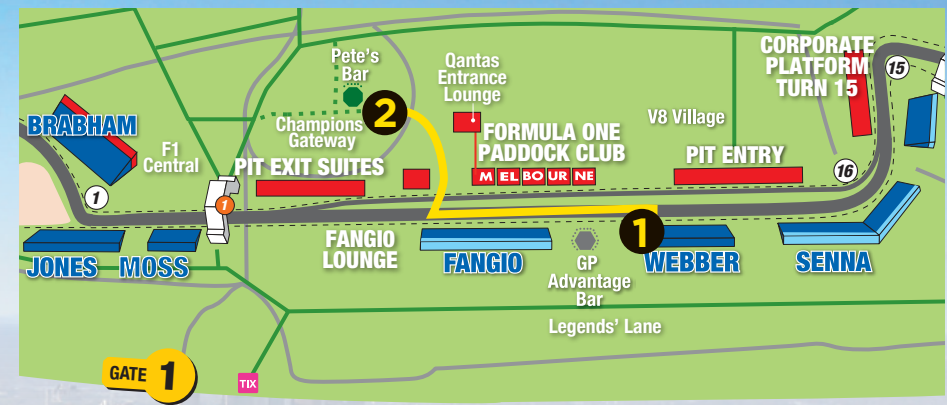 Pete's
Bar
Qantas
Entrance
Lounge
CORPORATE
PLATFORM
TURN 15
15
BRABHAM
2
Champions
Gateway
F1
Central
FORMULA ONE
PADDOCK CLUB
V8 Village
PIT EXIT SUITES
PIT ENTRY
MELBOURNE
16
1
1
1
JONES
MOSS
FANGIO
LOUNGE
FANGIO
GP
Advantage
Bar
WEBBER
SENNA
Legends' Lane
GATE 1
TIX